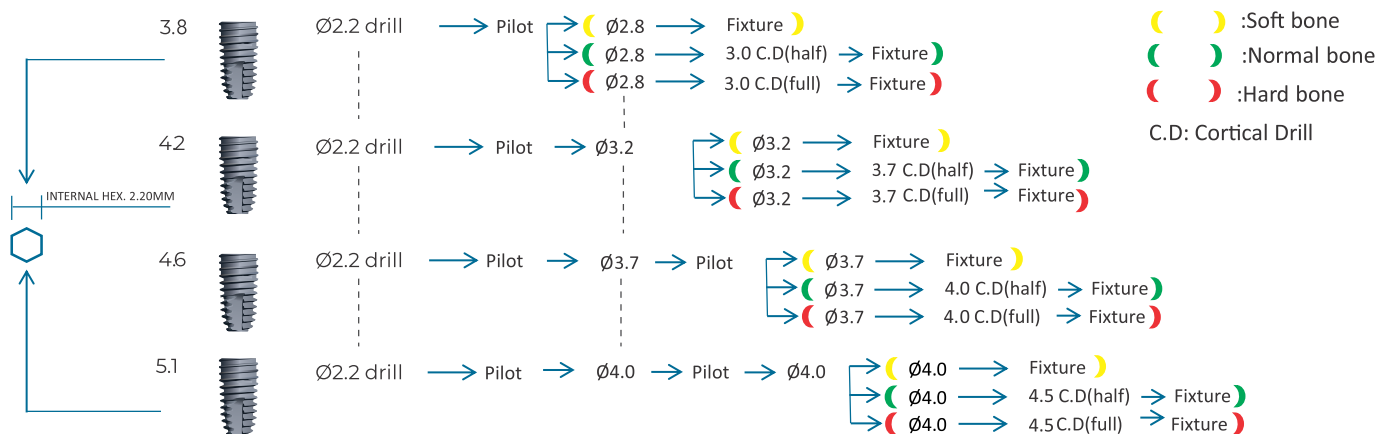 3.8 Ø2.2 drill Pilot Ø2.8 Fixture :Soft bone
Ø2.8 3.0 C.D(half) Fixture :Normal bone
Ø2.8 3.0 C.D(full) Fixture :Hard bone
C.D: Cortical Drill
4.2 Ø2.2 drill Pilot Ø3.2 Ø3.2 Fixture
Ø3.2 3.7 C.D(half) Fixture
INTERNAL HEX. 2.20MM Ø3.2 3.7 C.D(full) Fixture
4.6 Ø2.2 drill Pilot Ø3.7 Pilot Ø3.7 Fixture
Ø3.7 4.0 C.D(half) Fixture
Ø3.7 4.0 C.D(full) Fixture
5.1 Ø2.2 drill Pilot Ø4.0 Pilot Ø4.0 Ø4.0 Fixture
Ø4.0 4.5 C.D(half) Fixture
Ø4.0 4.5 C.D(full) Fixture